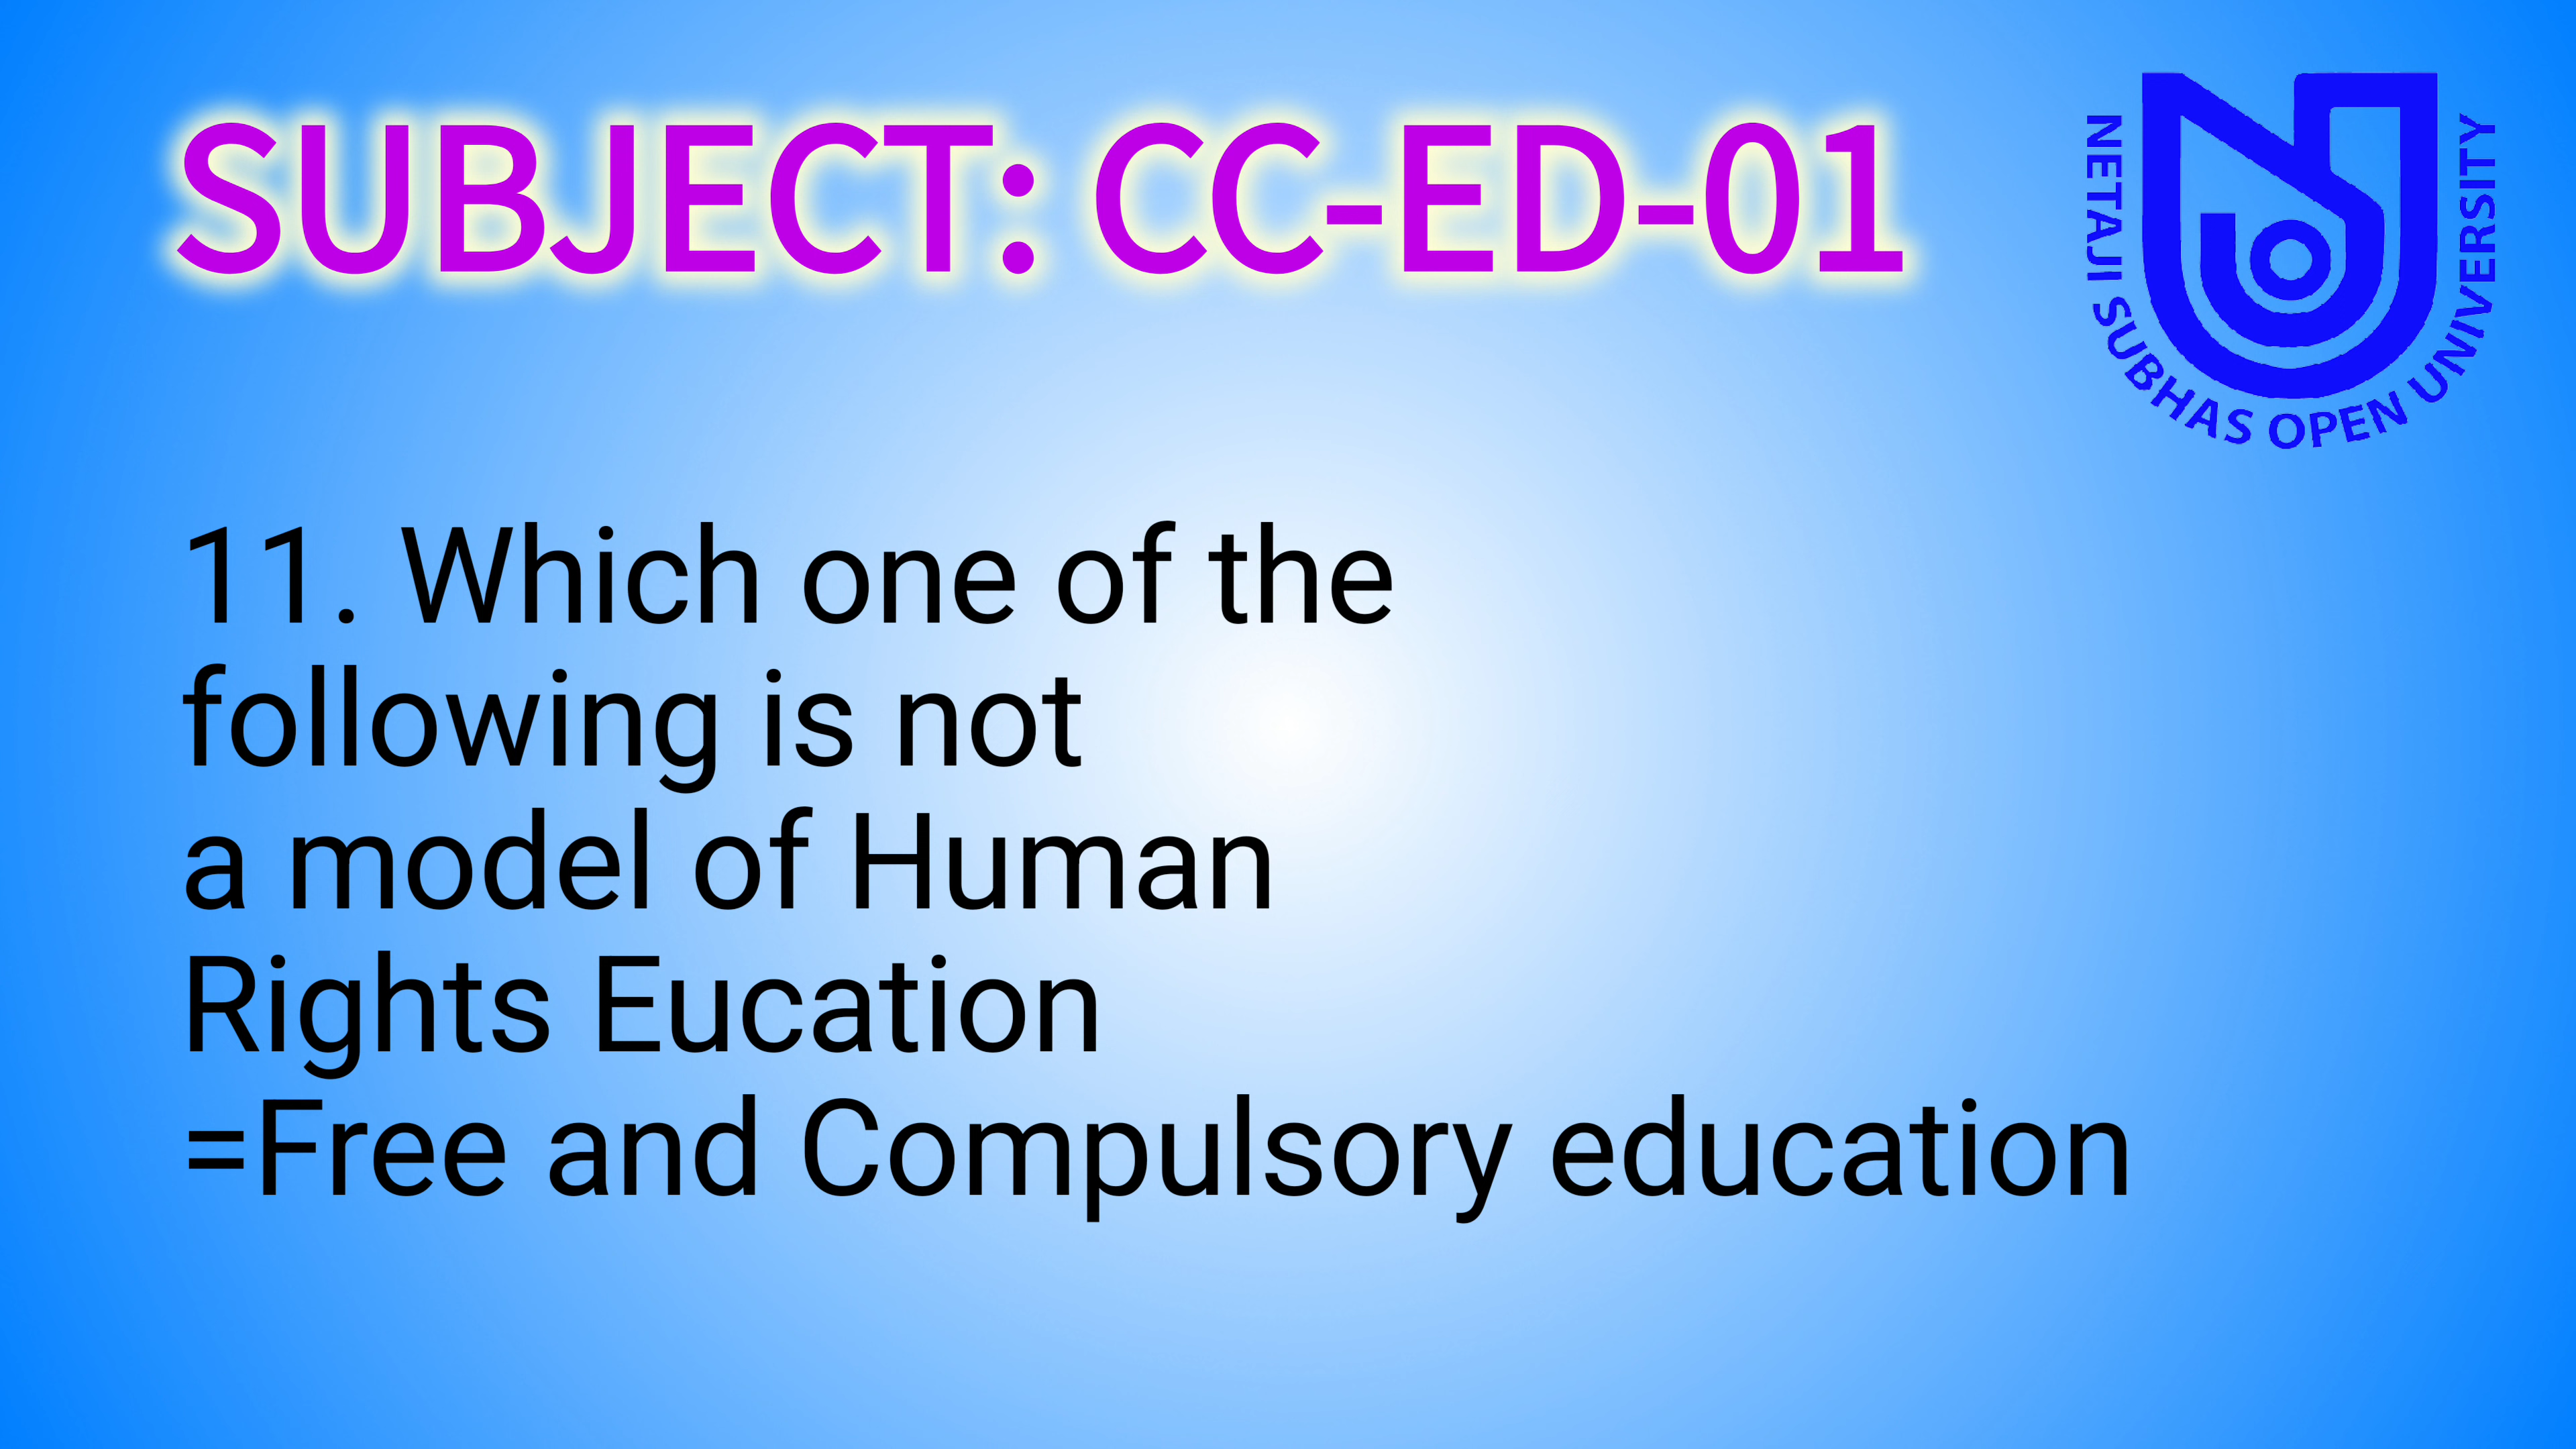 SUBJECT: CC-ED-01
NETAJI SUBHAS OPEN UNIVERSITY
11. Which one of the
following is not
a model of Human
Rights Eucation
=Free and Compulsory education